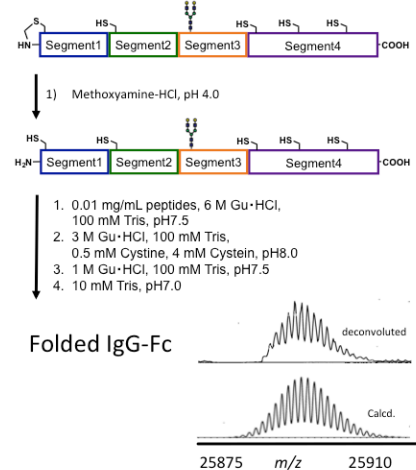 S HS HS HS HS
HN Segment1 Segment2 Segment3 Segment4 COOH
1) Methoxyamine-HCl, pH 4.0
HS HS HS HS HS
H₂N Segment1 Segment2 Segment3 Segment4 COOH
1. 0.01 mg/mL peptides, 6 M Gu・HCl,
100 mM Tris, pH7.5
2. 3 M Gu・HCl, 100 mM Tris,
0.5 mM Cystine, 4 mM Cystein, pH8.0
3. 1 M Gu・HCl, 100 mM Tris, pH7.5
4. 10 mM Tris, pH7.0
Folded IgG-Fc
deconvoluted
Calcd.
25875 m/z 25910